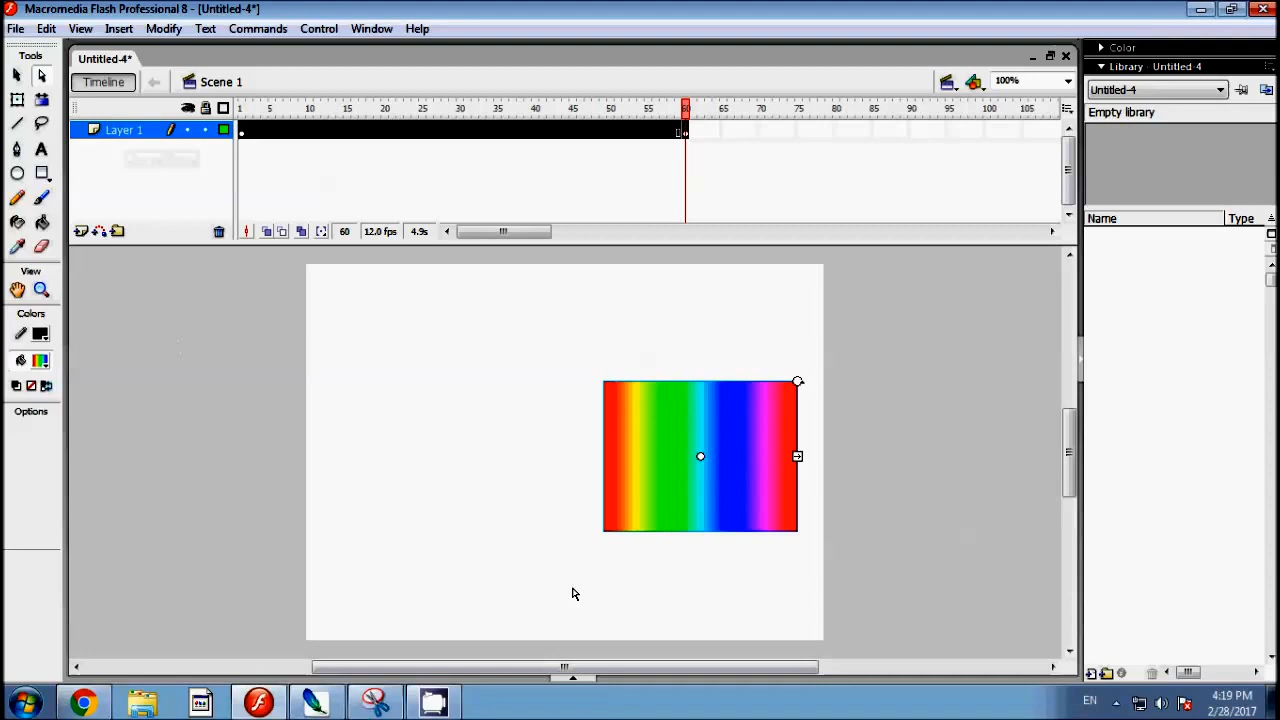 Macromedia Flash Professional 8 - [Untitled-4*]
File Edit View Insert Modify Text Commands Control Window Help
Tools
Untitled-4*
Timeline
Scene 1
100%
1 5 10 15 20 25 30 35 40 45 50 55 60 65 70 75 80 85 90 95 100 105
Layer 1
60 12.0 fps 4.9s
View
Colors
Options
Color
Library - Untitled-4
Untitled-4
Empty library
Name Type
EN
4:19 PM
2/28/2017